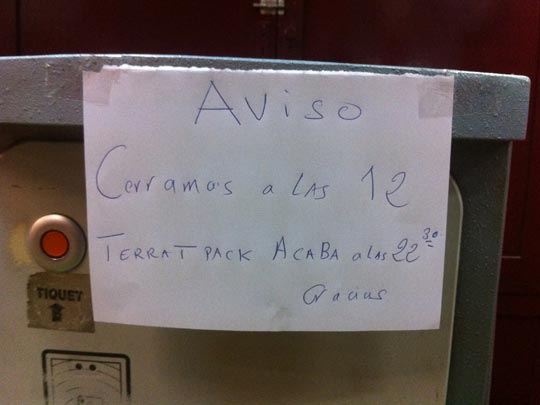 AViso
Cerramos a LAS 12
TERRAT PACK ACABA a LAS 22 30
Gracias
TIQUET